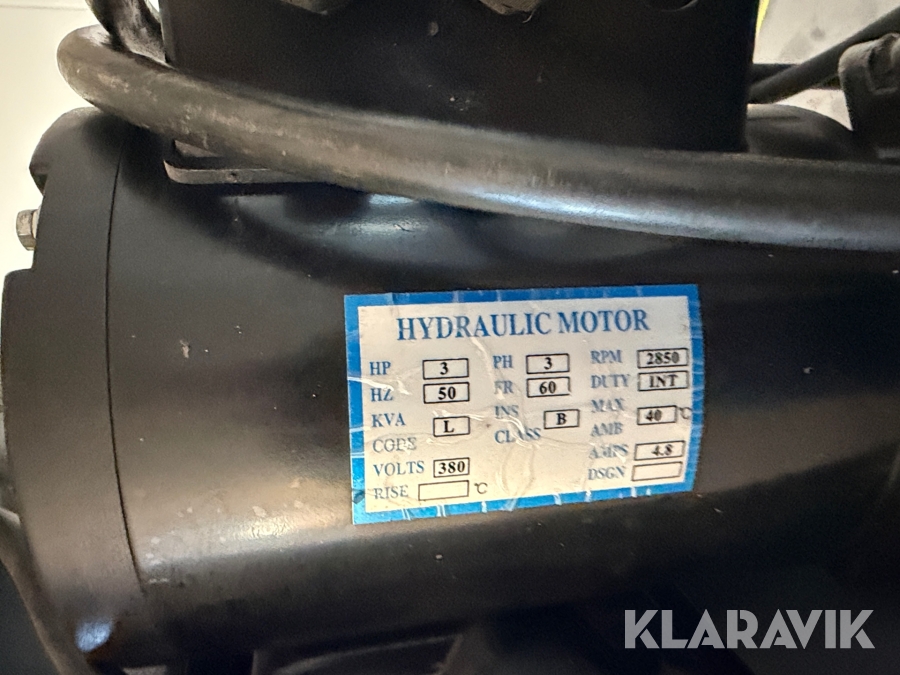 HYDRAULIC MOTOR
HP 3 PH 3 RPM 2850
HZ 50 FR 60 DUTY INT
KVA CODE L INS CLASS B MAX AMB 40 °C
VOLTS 380 AMPS 4.8
RISE °C DSGN
KLARAVIK